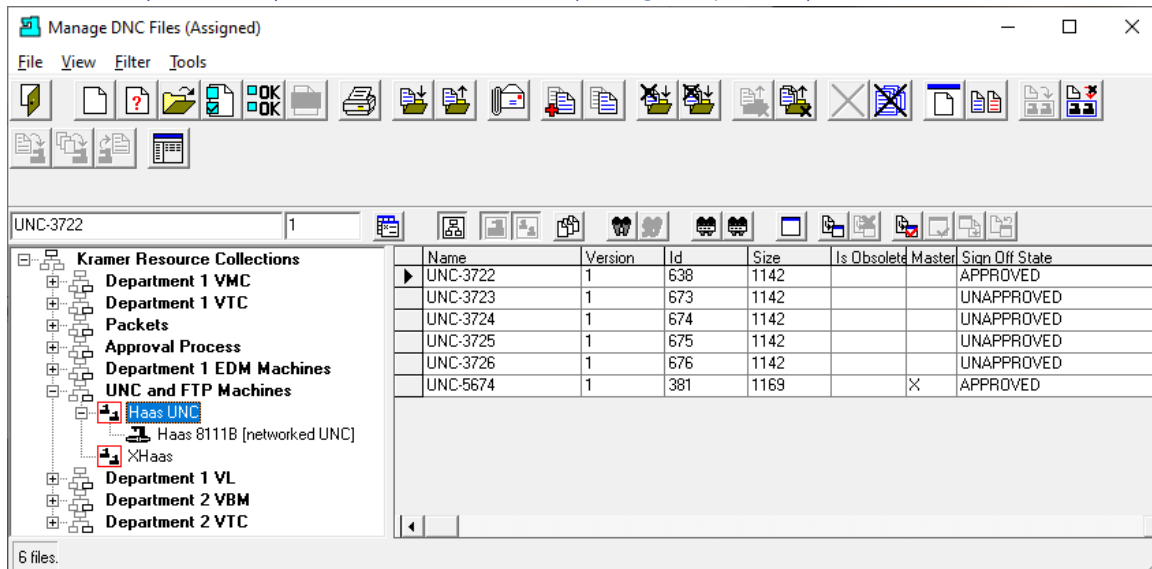 Manage DNC Files (Assigned)
File View Filter Tools
OK
OK
UNC-3722 1
Kramer Resource Collections
Department 1 VMC
Department 1 VTC
Packets
Approval Process
Department 1 EDM Machines
UNC and FTP Machines
Haas UNC
Haas 8111B [networked UNC]
XHaas
Department 1 VL
Department 2 VBM
Department 2 VTC
Name Version Id Size Is Obsolete Master Sign Off State
UNC-3722 1 638 1142 APPROVED
UNC-3723 1 673 1142 UNAPPROVED
UNC-3724 1 674 1142 UNAPPROVED
UNC-3725 1 675 1142 UNAPPROVED
UNC-3726 1 676 1142 UNAPPROVED
UNC-5674 1 381 1169 X APPROVED
6 files.